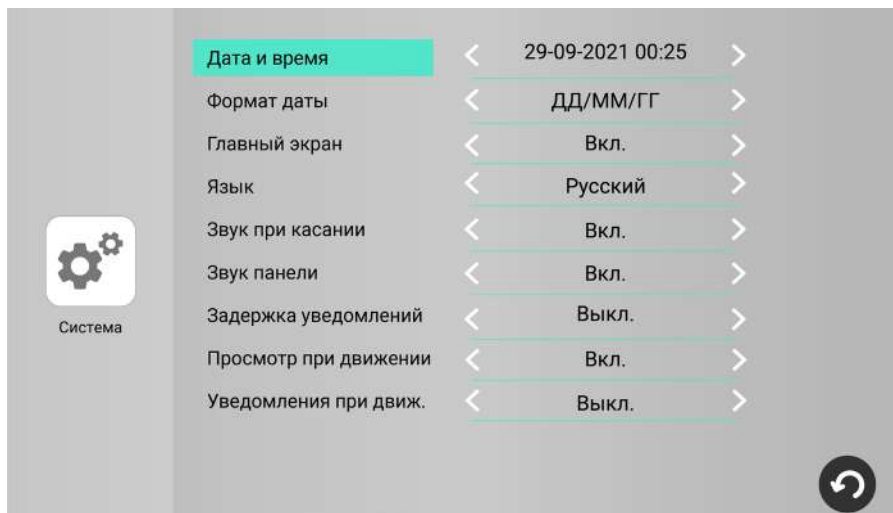 Дата и время 29-09-2021 00:25
Формат даты ДД/ММ/ГГ
Главный экран Вкл.
Язык Русский
Звук при касании Вкл.
Звук панели Вкл.
Задержка уведомлений Выкл.
Просмотр при движении Вкл.
Уведомления при движ. Выкл.
Система